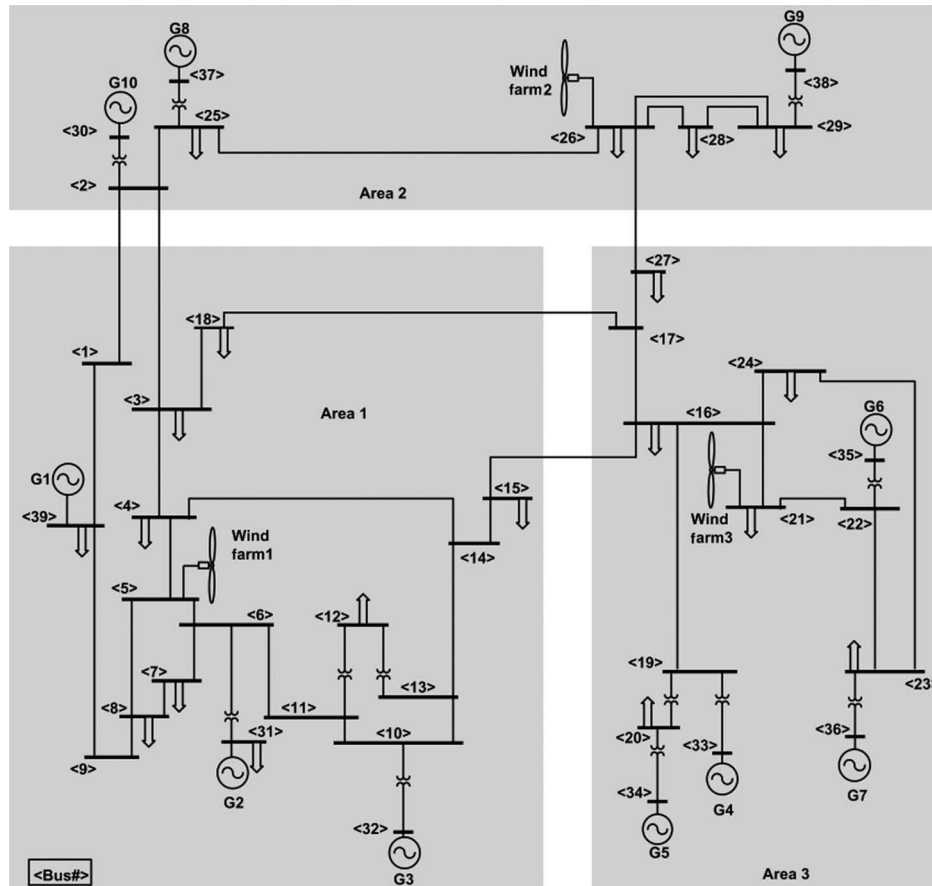 G8
G9
G10
<37>
Wind
farm2
<38>
<30>
<25>
<26>
<28>
<29>
<2>
Area 2
<27>
<18>
<17>
<1>
<24>
<3>
Area 1
<16>
G6
G1
<35>
<15>
<39>
<4>
Wind
farm1
<14>
Wind
farm3
<21>
<22>
<5>
<6>
<12>
<7>
<13>
<19>
<23>
<8>
<11>
<10>
<31>
<20>
<33>
<36>
<9>
G2
G4
G7
<34>
<32>
G5
G3
<Bus#>
Area 3